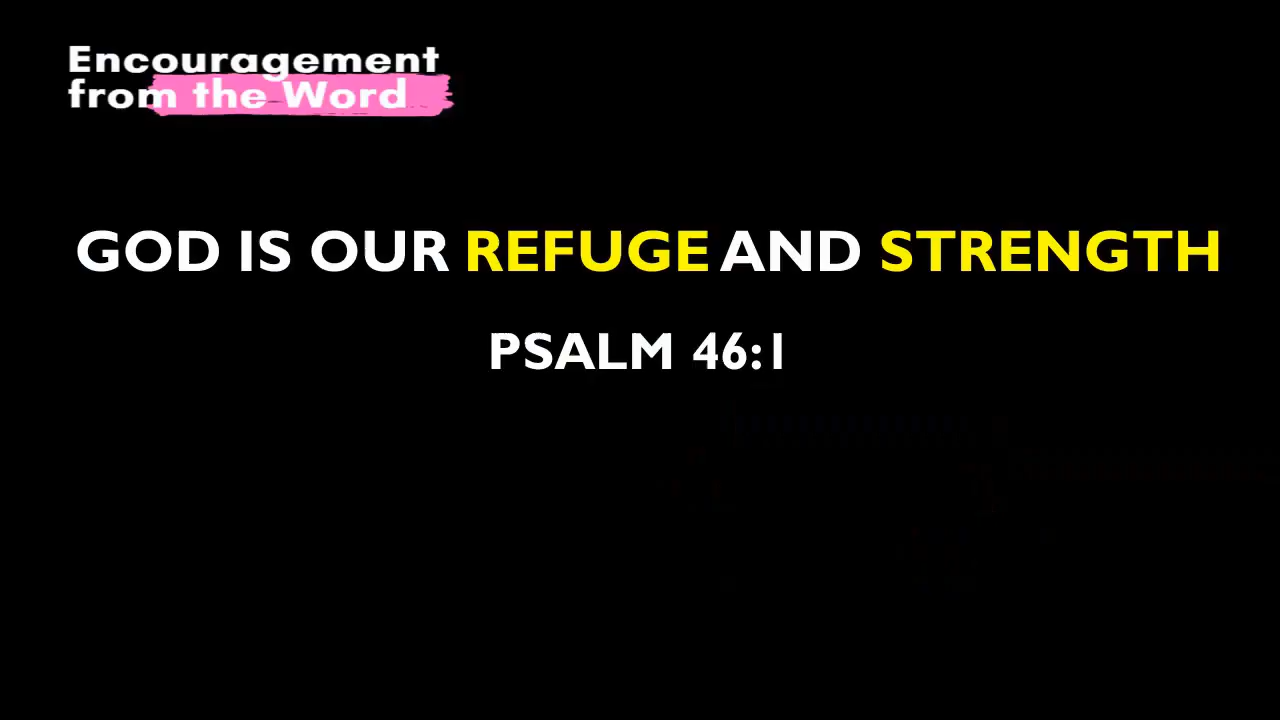 Encouragement
from the Word
GOD IS OUR REFUGE AND STRENGTH
PSALM 46:1